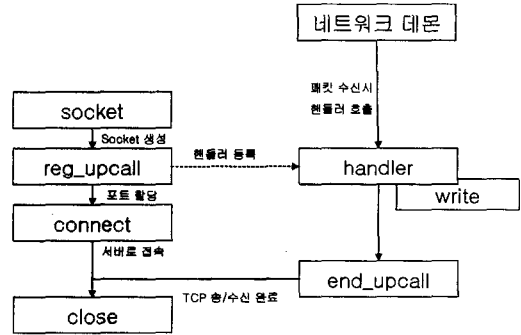 네트워크 데몬
패킷 수신시
핸들러 호출
socket
Socket 생성
reg_upcall
핸들러 등록
handler
write
포트 할당
connect
서버로 접속
end_upcall
TCP 송/수신 완료
close